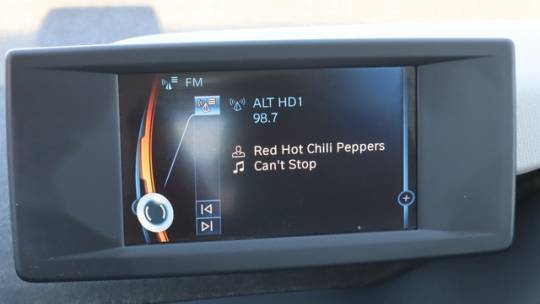 FM
ALT HD1
98.7
Red Hot Chili Peppers
Can't Stop